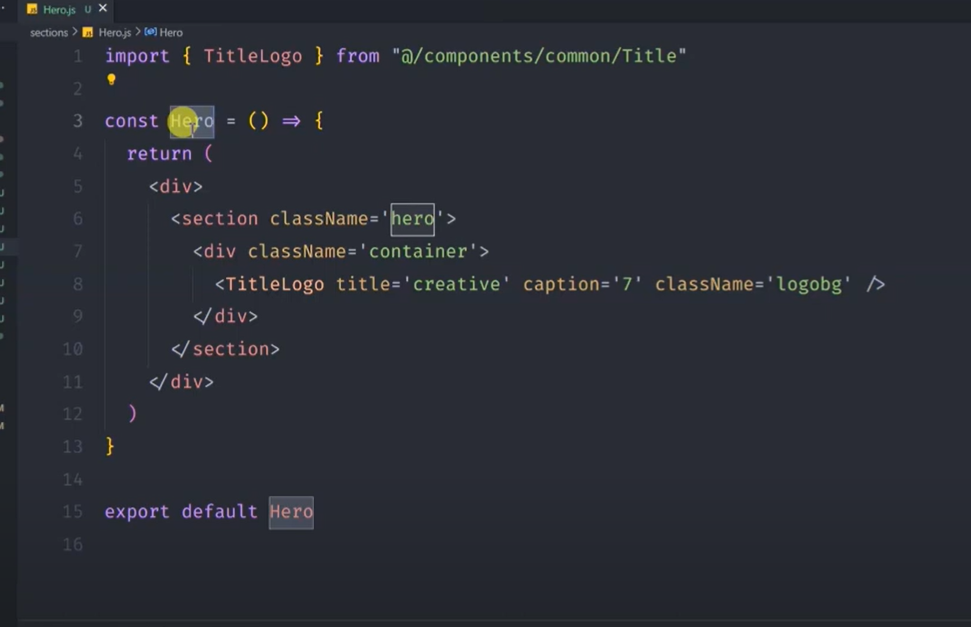 Hero.js U
sections > Hero.js > Hero
1 import { TitleLogo } from "@/components/common/Title"
2
3 const Hero = () => {
4 return (
5 <div>
6 <section className='hero'>
7 <div className='container'>
8 <TitleLogo title='creative' caption='7' className='logobg' />
9 </div>
10 </section>
11 </div>
12 )
13 }
14
15 export default Hero
16